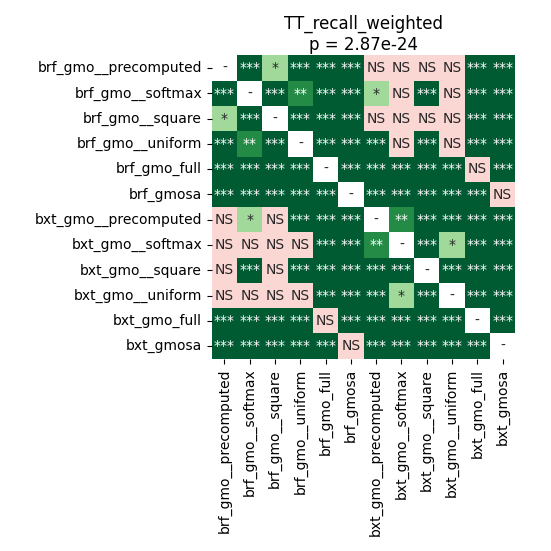 TT_recall_weighted
p = 2.87e-24
brf_gmo__precomputed - *** * *** *** *** NS NS NS NS *** ***
brf_gmo__softmax *** - *** ** *** *** * NS *** NS *** ***
brf_gmo__square * *** - *** *** *** NS NS NS NS *** ***
brf_gmo__uniform *** ** *** - *** *** *** NS *** NS *** ***
brf_gmo_full *** *** *** *** - *** *** *** *** *** NS ***
brf_gmosa *** *** *** *** *** - *** *** *** *** *** NS
bxt_gmo__precomputed NS * NS *** *** *** - ** *** *** *** ***
bxt_gmo__softmax NS NS NS NS *** *** ** - *** * *** ***
bxt_gmo__square NS *** NS *** *** *** *** *** - *** *** ***
bxt_gmo__uniform NS NS NS NS *** *** *** * *** - *** ***
bxt_gmo_full *** *** *** *** NS *** *** *** *** *** - ***
bxt_gmosa *** *** *** *** *** NS *** *** *** *** *** -
brf_gmo__precomputed
brf_gmo__softmax
brf_gmo__square
brf_gmo__uniform
brf_gmo_full
brf_gmosa
bxt_gmo__precomputed
bxt_gmo__softmax
bxt_gmo__square
bxt_gmo__uniform
bxt_gmo_full
bxt_gmosa